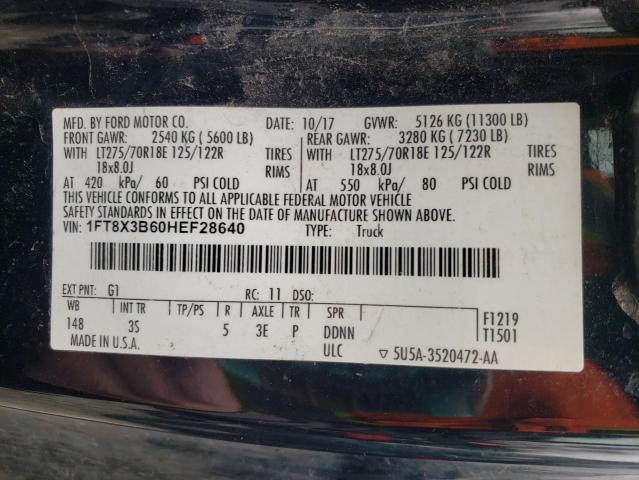 MFD. BY FORD MOTOR CO. DATE: 10/17 GVWR: 5126 KG (11300 LB)
FRONT GAWR: 2540 KG ( 5600 LB) REAR GAWR: 3280 KG ( 7230 LB)
WITH LT275/70R18E 125/122R TIRES WITH LT275/70R18E 125/122R TIRES
18x8.0J RIMS 18x8.0J RIMS
AT 420 kPa/ 60 PSI COLD AT 550 kPa/ 80 PSI COLD
THIS VEHICLE CONFORMS TO ALL APPLICABLE FEDERAL MOTOR VEHICLE
SAFETY STANDARDS IN EFFECT ON THE DATE OF MANUFACTURE SHOWN ABOVE.
VIN: 1FT8X3B60HEF28640 TYPE: Truck
EXT PNT: G1 RC: 11 DSO:
WB INT TR TP/PS R AXLE TR SPR F1219
148 3S 5 3E P DDNN T1501
MADE IN U.S.A. ULC ▽ 5U5A-3520472-AA